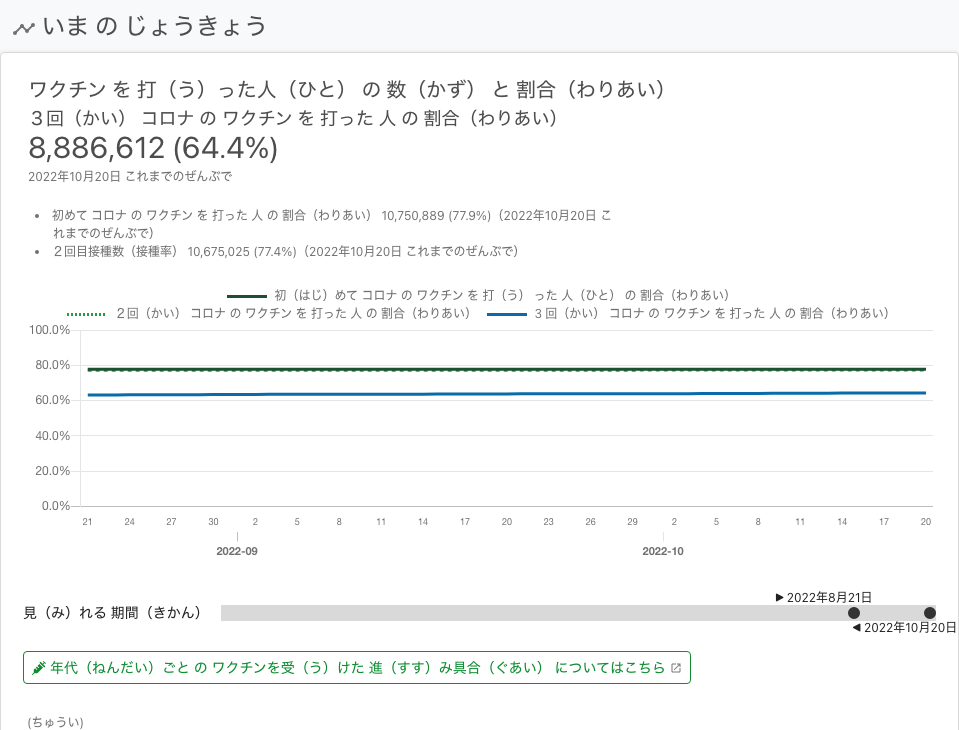 いま の じょうきょう
ワクチン を 打（う）った人（ひと） の 数（かず） と 割合（わりあい）
３回（かい） コロナ の ワクチン を 打った 人 の 割合（わりあい）
8,886,612 (64.4%)
2022年10月20日 これまでのぜんぶで
• 初めて コロナ の ワクチン を 打った 人 の 割合（わりあい） 10,750,889 (77.9%)（2022年10月20日 こ
れまでのぜんぶで）
• ２回目接種数（接種率） 10,675,025 (77.4%)（2022年10月20日 これまでのぜんぶで）
初（はじ）めて コロナ の ワクチン を 打（う） った 人（ひと） の 割合（わりあい）
２回（かい） コロナ の ワクチン を 打った 人 の 割合（わりあい） ３回（かい） コロナ の ワクチン を 打った 人 の 割合（わりあい）
100.0%
80.0%
60.0%
40.0%
20.0%
0.0%
21 24 27 30 2 5 8 11 14 17 20 23 26 29 2 5 8 11 14 17 20
2022-09 2022-10
▶ 2022年8月21日
見（み）れる 期間（きかん）
◀ 2022年10月20日
年代（ねんだい）ごと の ワクチンを受（う）けた 進（すす）み具合（ぐあい） についてはこちら
(ちゅうい)